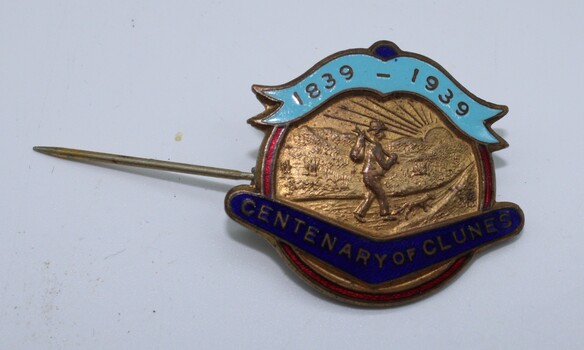 1839 - 1939
CENTENARY OF CLUNES